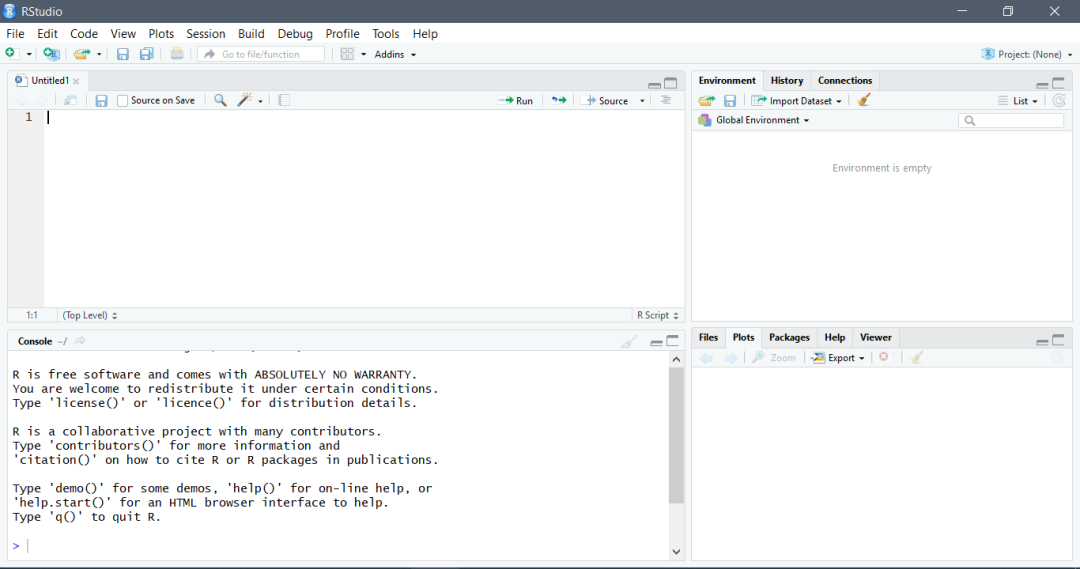 RStudio
File Edit Code View Plots Session Build Debug Profile Tools Help
Go to file/function Addins Project: (None)
Untitled1
Source on Save Run Source
1
1:1 (Top Level) R Script
Console ~/
R is free software and comes with ABSOLUTELY NO WARRANTY.
You are welcome to redistribute it under certain conditions.
Type 'license()' or 'licence()' for distribution details.
R is a collaborative project with many contributors.
Type 'contributors()' for more information and
'citation()' on how to cite R or R packages in publications.
Type 'demo()' for some demos, 'help()' for on-line help, or
'help.start()' for an HTML browser interface to help.
Type 'q()' to quit R.
>
Environment History Connections
Import Dataset List
Global Environment
Environment is empty
Files Plots Packages Help Viewer
Zoom Export